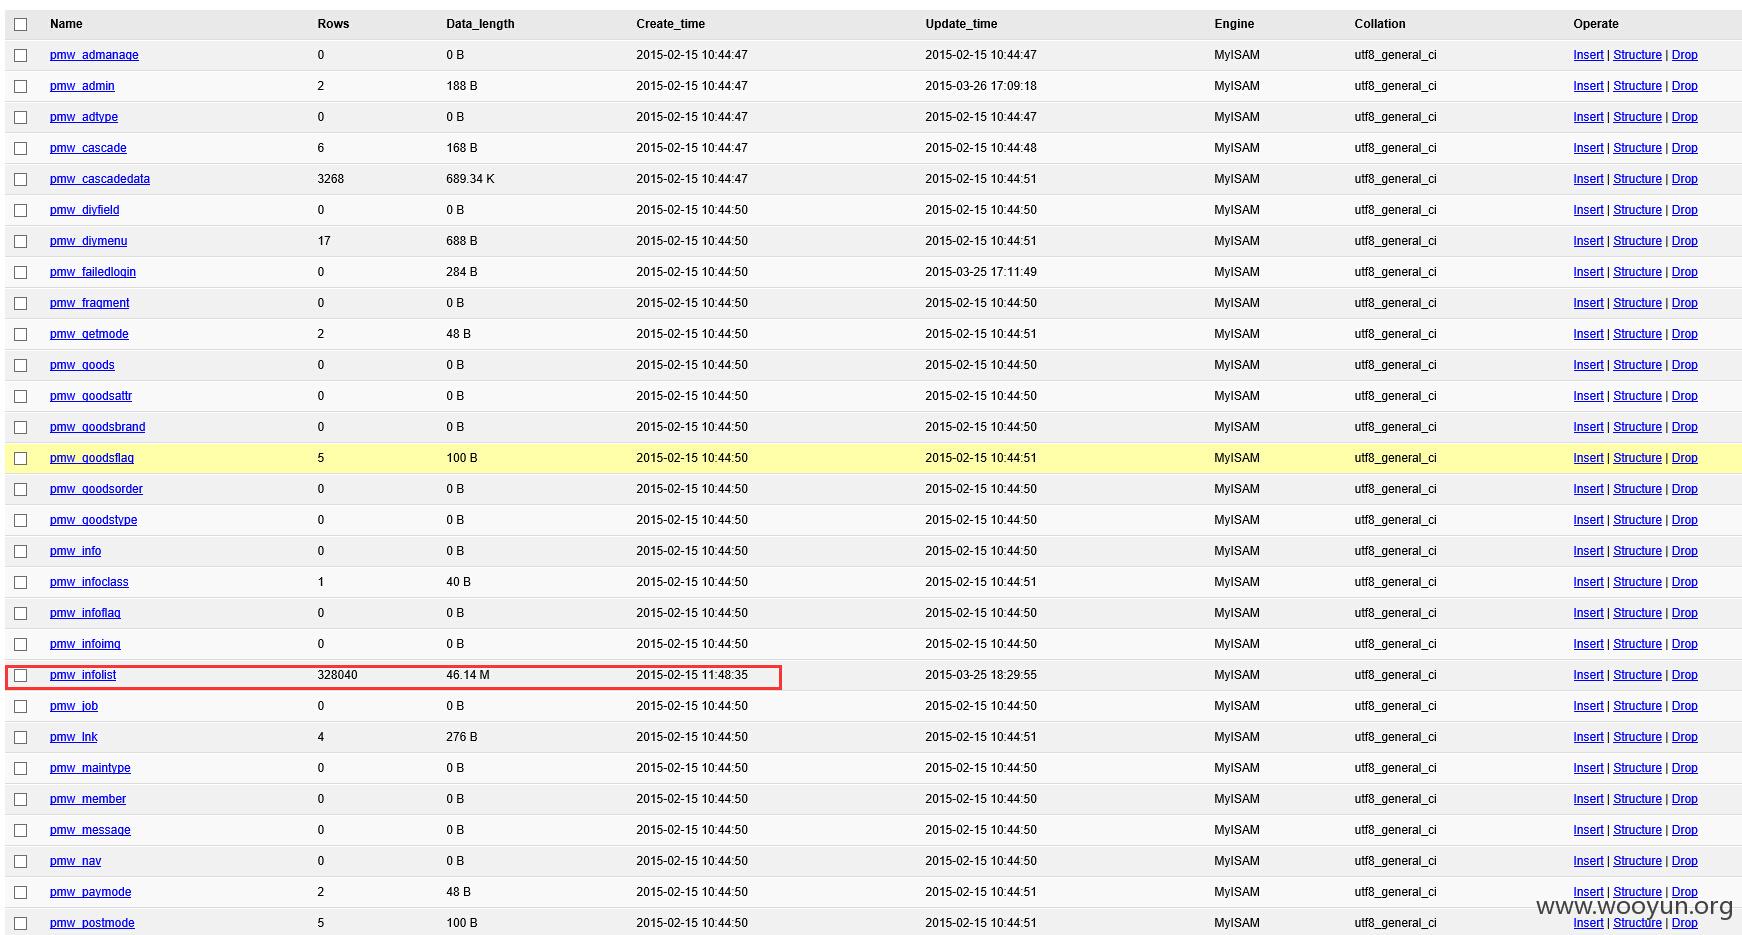 Name Rows Data_length Create_time Update_time Engine Collation Operate
pmw_admanage 0 0 B 2015-02-15 10:44:47 2015-02-15 10:44:47 MyISAM utf8_general_ci Insert | Structure | Drop
pmw_admin 2 188 B 2015-02-15 10:44:47 2015-03-26 17:09:18 MyISAM utf8_general_ci Insert | Structure | Drop
pmw_adtype 0 0 B 2015-02-15 10:44:47 2015-02-15 10:44:47 MyISAM utf8_general_ci Insert | Structure | Drop
pmw_cascade 6 168 B 2015-02-15 10:44:47 2015-02-15 10:44:48 MyISAM utf8_general_ci Insert | Structure | Drop
pmw_cascadedata 3268 689.34 K 2015-02-15 10:44:47 2015-02-15 10:44:51 MyISAM utf8_general_ci Insert | Structure | Drop
pmw_diyfield 0 0 B 2015-02-15 10:44:50 2015-02-15 10:44:50 MyISAM utf8_general_ci Insert | Structure | Drop
pmw_diymenu 17 688 B 2015-02-15 10:44:50 2015-02-15 10:44:51 MyISAM utf8_general_ci Insert | Structure | Drop
pmw_failedlogin 0 284 B 2015-02-15 10:44:50 2015-03-25 17:11:49 MyISAM utf8_general_ci Insert | Structure | Drop
pmw_fragment 0 0 B 2015-02-15 10:44:50 2015-02-15 10:44:50 MyISAM utf8_general_ci Insert | Structure | Drop
pmw_getmode 2 48 B 2015-02-15 10:44:50 2015-02-15 10:44:51 MyISAM utf8_general_ci Insert | Structure | Drop
pmw_goods 0 0 B 2015-02-15 10:44:50 2015-02-15 10:44:50 MyISAM utf8_general_ci Insert | Structure | Drop
pmw_goodsattr 0 0 B 2015-02-15 10:44:50 2015-02-15 10:44:50 MyISAM utf8_general_ci Insert | Structure | Drop
pmw_goodsbrand 0 0 B 2015-02-15 10:44:50 2015-02-15 10:44:50 MyISAM utf8_general_ci Insert | Structure | Drop
pmw_goodsflag 5 100 B 2015-02-15 10:44:50 2015-02-15 10:44:51 MyISAM utf8_general_ci Insert | Structure | Drop
pmw_goodsorder 0 0 B 2015-02-15 10:44:50 2015-02-15 10:44:50 MyISAM utf8_general_ci Insert | Structure | Drop
pmw_goodstype 0 0 B 2015-02-15 10:44:50 2015-02-15 10:44:50 MyISAM utf8_general_ci Insert | Structure | Drop
pmw_info 0 0 B 2015-02-15 10:44:50 2015-02-15 10:44:50 MyISAM utf8_general_ci Insert | Structure | Drop
pmw_infoclass 1 40 B 2015-02-15 10:44:50 2015-02-15 10:44:51 MyISAM utf8_general_ci Insert | Structure | Drop
pmw_infoflag 0 0 B 2015-02-15 10:44:50 2015-02-15 10:44:50 MyISAM utf8_general_ci Insert | Structure | Drop
pmw_infoimg 0 0 B 2015-02-15 10:44:50 2015-02-15 10:44:50 MyISAM utf8_general_ci Insert | Structure | Drop
pmw_infolist 328040 46.14 M 2015-02-15 11:48:35 2015-03-25 18:29:55 MyISAM utf8_general_ci Insert | Structure | Drop
pmw_job 0 0 B 2015-02-15 10:44:50 2015-02-15 10:44:50 MyISAM utf8_general_ci Insert | Structure | Drop
pmw_lnk 4 276 B 2015-02-15 10:44:50 2015-02-15 10:44:51 MyISAM utf8_general_ci Insert | Structure | Drop
pmw_maintype 0 0 B 2015-02-15 10:44:50 2015-02-15 10:44:50 MyISAM utf8_general_ci Insert | Structure | Drop
pmw_member 0 0 B 2015-02-15 10:44:50 2015-02-15 10:44:50 MyISAM utf8_general_ci Insert | Structure | Drop
pmw_message 0 0 B 2015-02-15 10:44:50 2015-02-15 10:44:50 MyISAM utf8_general_ci Insert | Structure | Drop
pmw_nav 0 0 B 2015-02-15 10:44:50 2015-02-15 10:44:50 MyISAM utf8_general_ci Insert | Structure | Drop
pmw_paymode 2 48 B 2015-02-15 10:44:50 2015-02-15 10:44:51 MyISAM utf8_general_ci Insert | Structure | Drop
www.wooyun.org
pmw_postmode 5 100 B 2015-02-15 10:44:50 2015-02-15 10:44:51 MyISAM utf8_general_ci Insert | Structure | Drop